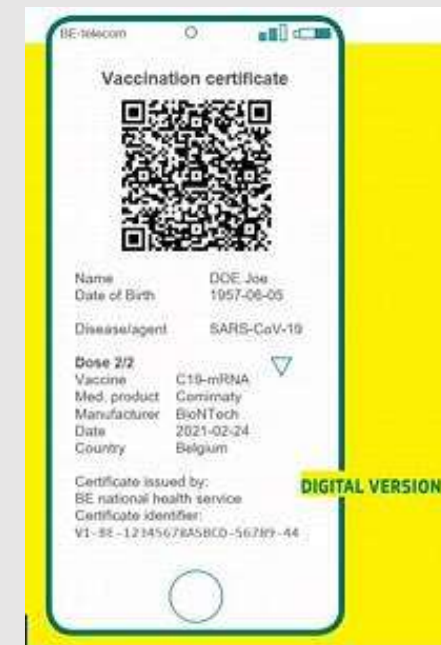 BE-telecom
Vaccination certificate
Name DOE, Joe
Date of Birth 1957-06-05
Disease/agent SARS-CoV-19
Dose 2/2
Vaccine C19-mRNA
Med. product Comirnaty
Manufacturer BioNTech
Date 2021-02-24
Country Belgium
Certificate issued by:
BE national health service
Certificate identifier:
DIGITAL VERSION